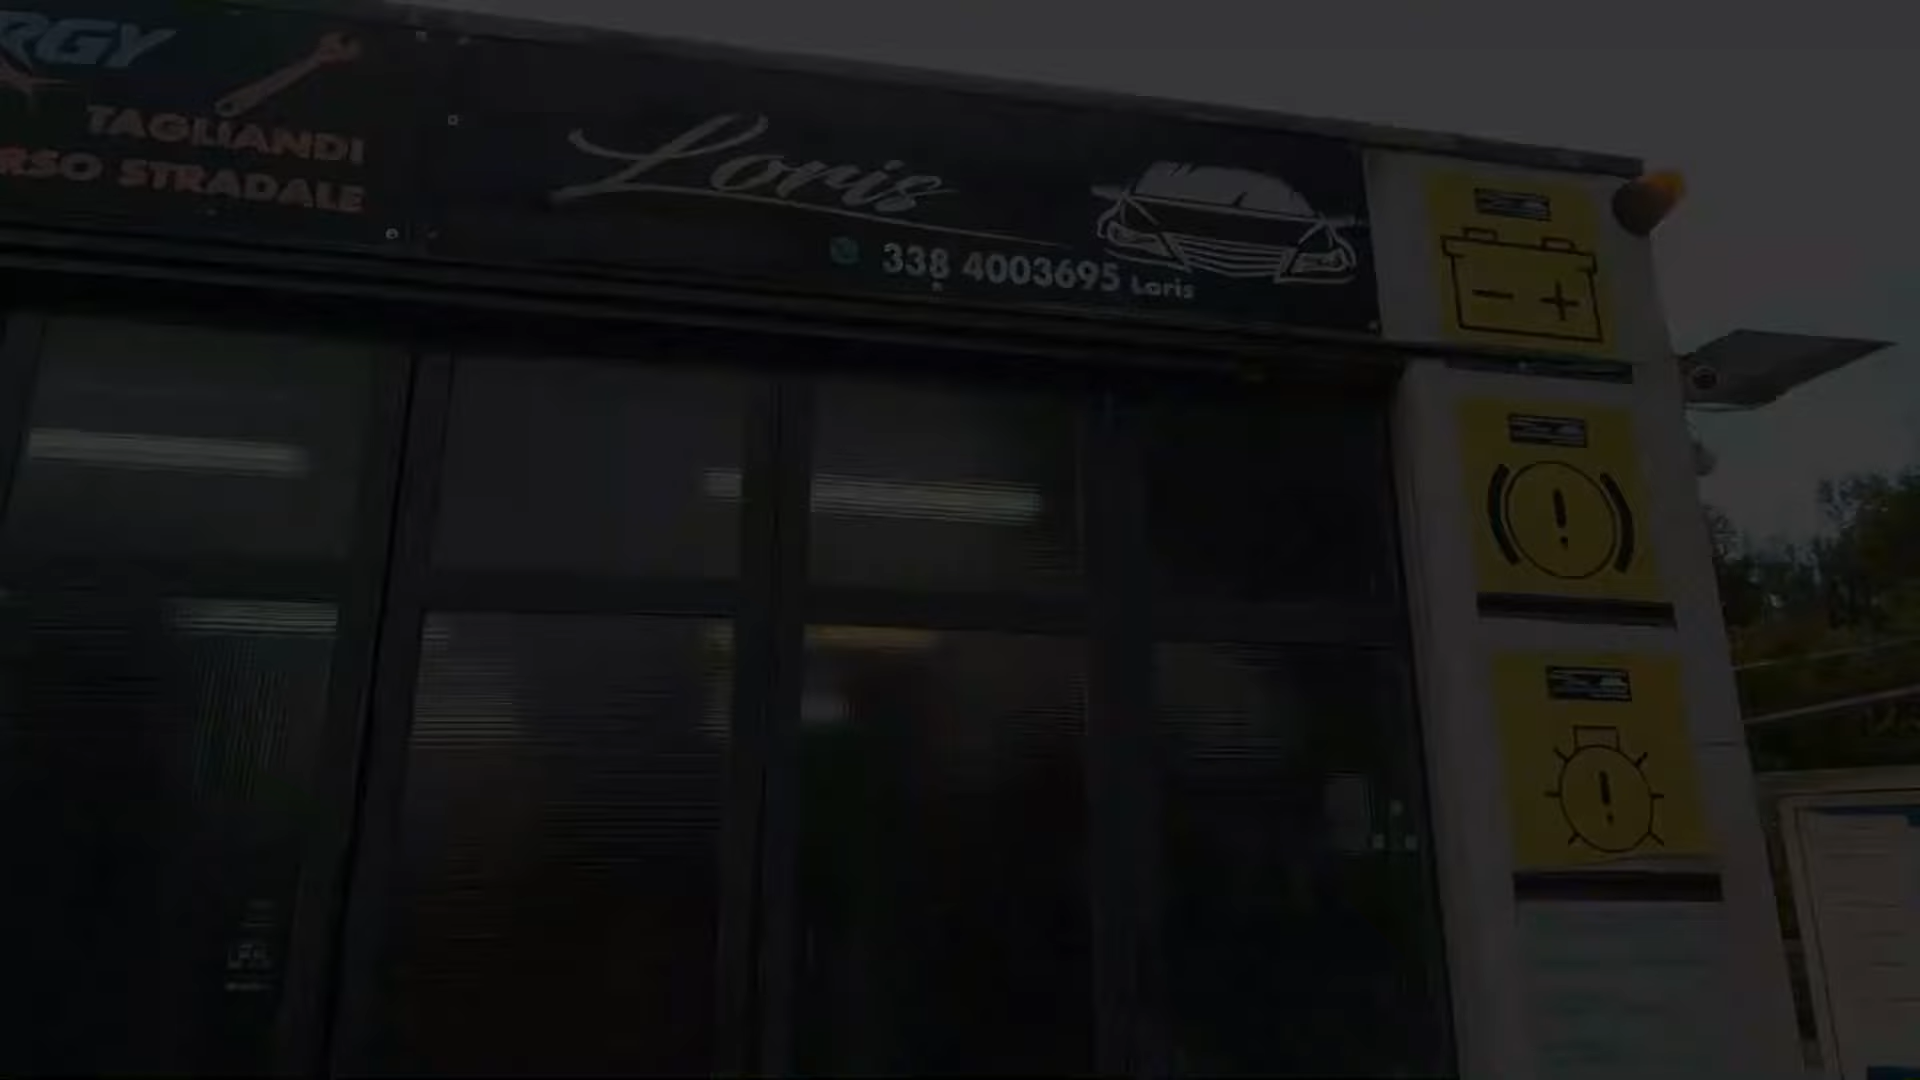 RGY
TAGLIANDI
RSO STRADALE
Loris
338 4003695 Loris